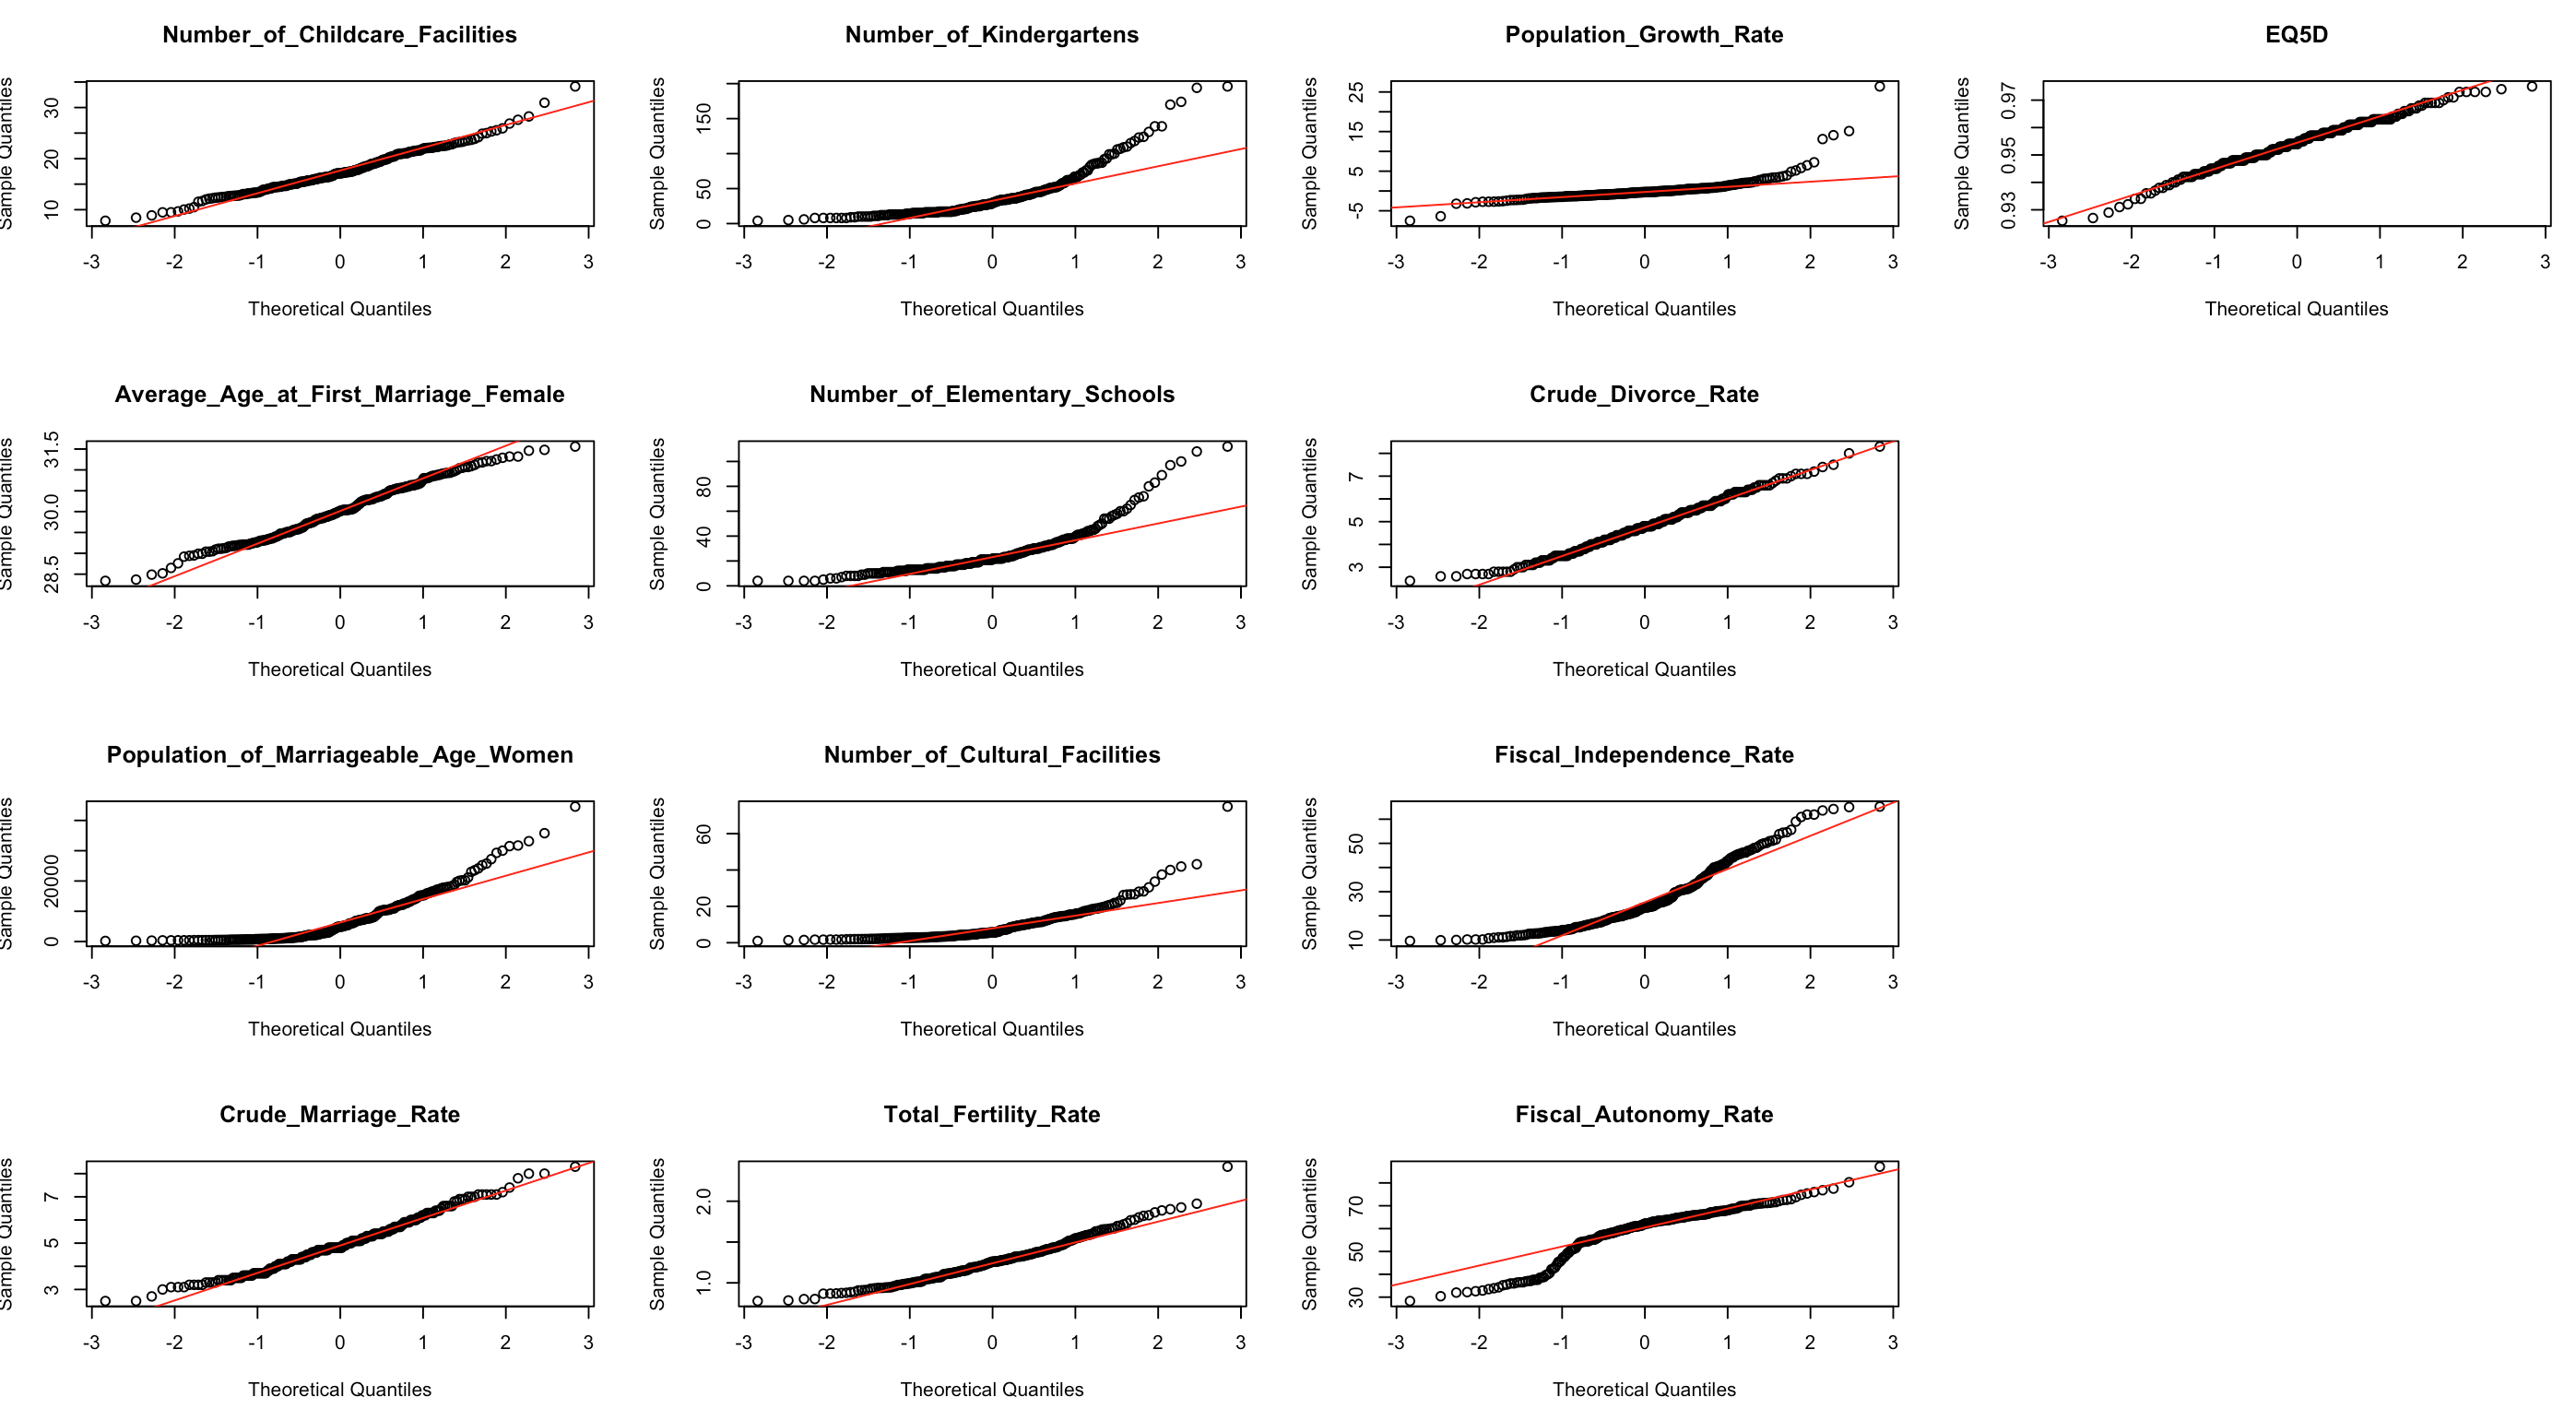 Number_of_Childcare_Facilities
Sample Quantiles
10 20 30
-3 -2 -1 0 1 2 3
Theoretical Quantiles
Number_of_Kindergartens
Sample Quantiles
0 50 150
-3 -2 -1 0 1 2 3
Theoretical Quantiles
Population_Growth_Rate
Sample Quantiles
-5 5 15 25
-3 -2 -1 0 1 2 3
Theoretical Quantiles
EQ5D
Sample Quantiles
0.93 0.95 0.97
-3 -2 -1 0 1 2 3
Theoretical Quantiles
Average_Age_at_First_Marriage_Female
Sample Quantiles
28.5 30.0 31.5
-3 -2 -1 0 1 2 3
Theoretical Quantiles
Number_of_Elementary_Schools
Sample Quantiles
0 40 80
-3 -2 -1 0 1 2 3
Theoretical Quantiles
Crude_Divorce_Rate
Sample Quantiles
3 5 7
-3 -2 -1 0 1 2 3
Theoretical Quantiles
Population_of_Marriageable_Age_Women
Sample Quantiles
0 20000
-3 -2 -1 0 1 2 3
Theoretical Quantiles
Number_of_Cultural_Facilities
Sample Quantiles
0 20 60
-3 -2 -1 0 1 2 3
Theoretical Quantiles
Fiscal_Independence_Rate
Sample Quantiles
10 30 50
-3 -2 -1 0 1 2 3
Theoretical Quantiles
Crude_Marriage_Rate
Sample Quantiles
3 5 7
-3 -2 -1 0 1 2 3
Theoretical Quantiles
Total_Fertility_Rate
Sample Quantiles
1.0 2.0
-3 -2 -1 0 1 2 3
Theoretical Quantiles
Fiscal_Autonomy_Rate
Sample Quantiles
30 50 70
-3 -2 -1 0 1 2 3
Theoretical Quantiles